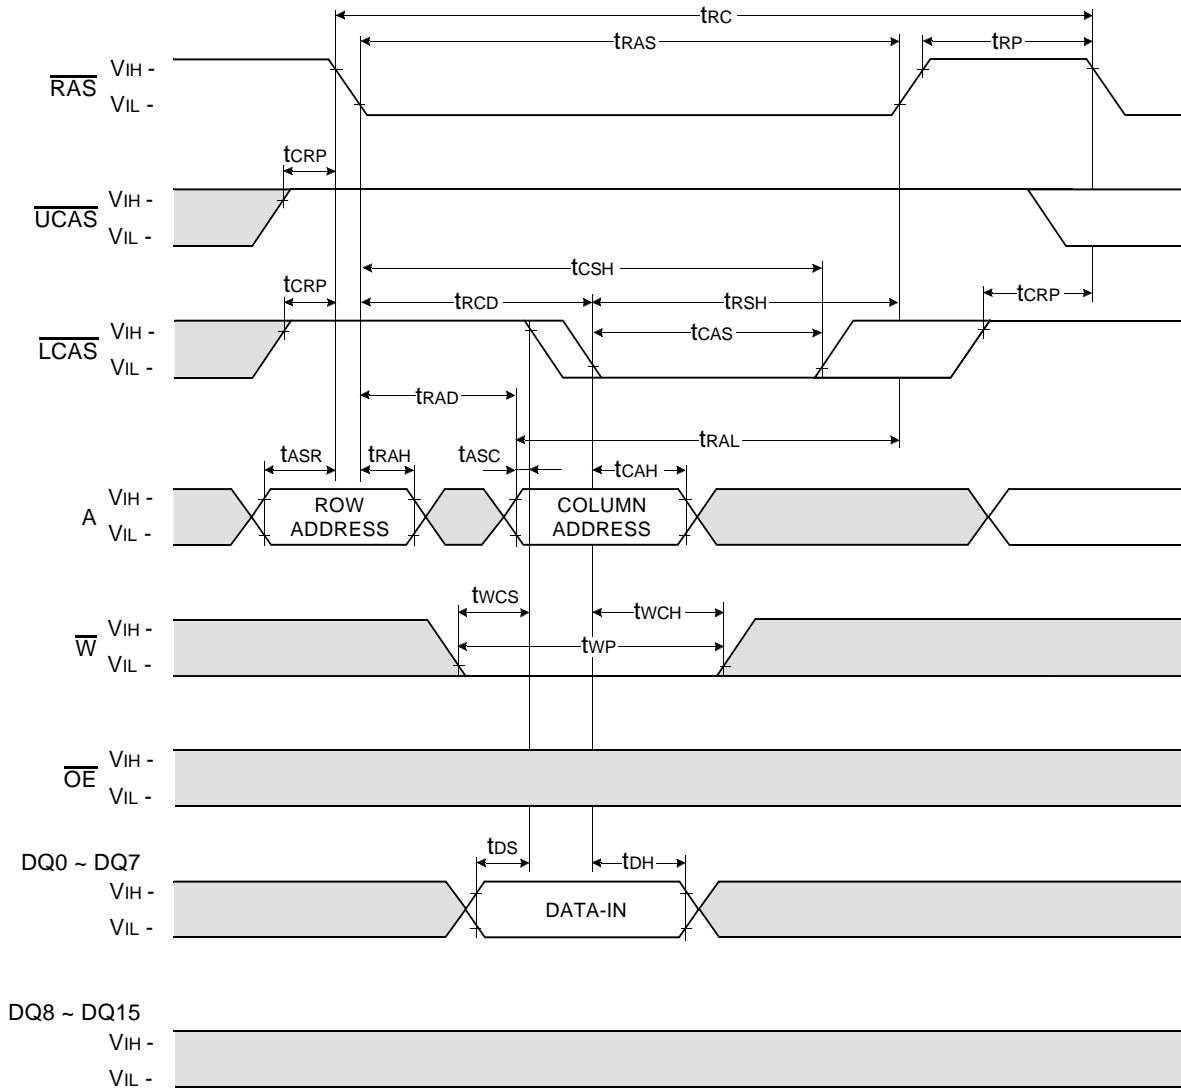 tRC
tRAS
tRP
RAS
VIH -
VIL -
tCRP
UCAS
VIH -
VIL -
tCSH
tCRP
tRCD
tRSH
tCRP
LCAS
VIH -
VIL -
tCAS
tRAD
tRAL
tASR
tRAH
tASC
tCAH
A
VIH -
VIL -
ROW
ADDRESS
COLUMN
ADDRESS
tWCS
tWCH
W
VIH -
VIL -
tWP
OE
VIH -
VIL -
tDS
tDH
DQ0 ~ DQ7
VIH -
VIL -
DATA-IN
DQ8 ~ DQ15
VIH -
VIL -